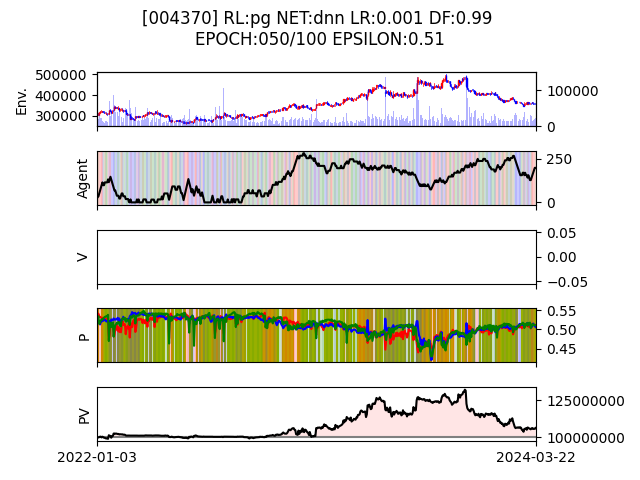 [004370] RL:pg NET:dnn LR:0.001 DF:0.99
EPOCH:050/100 EPSILON:0.51
Env.
500000
400000
300000
100000
0
Agent
250
0
V
0.05
0.00
−0.05
P
0.55
0.50
0.45
PV
125000000
100000000
2022-01-03
2024-03-22